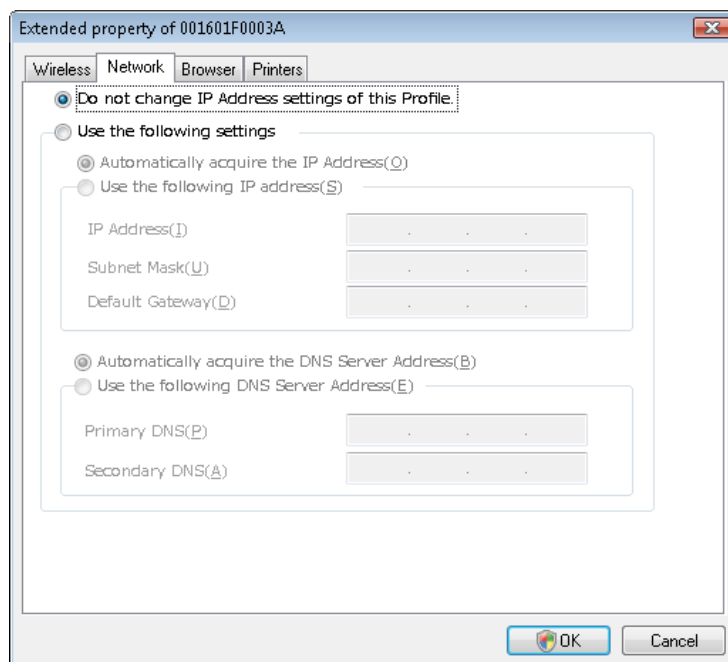 Extended property of 001601F0003A
Wireless Network Browser Printers
Do not change IP Address settings of this Profile.
Use the following settings
Automatically acquire the IP Address(O)
Use the following IP address(S)
IP Address(I) . . .
Subnet Mask(U) . . .
Default Gateway(D) . . .
Automatically acquire the DNS Server Address(B)
Use the following DNS Server Address(E)
Primary DNS(P) . . .
Secondary DNS(A) . . .
OK Cancel